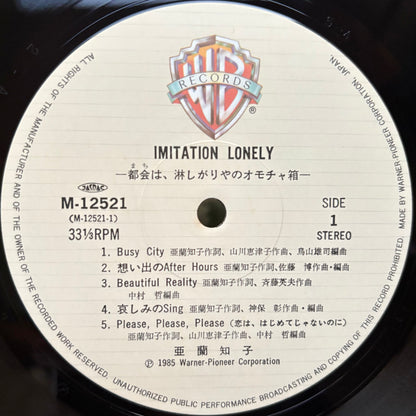 WB
RECORDS
®
IMITATION LONELY
まち
—都会は、淋しがりやのオモチャ箱—
JASRAC
M-12521
(M-12521-1)
33⅓RPM
SIDE
1
STEREO
1. Busy City 亜蘭知子作詞、山川恵津子作曲、鳥山雄司編曲
2. 想い出のAfter Hours 亜蘭知子作詞、佐藤 博作曲・編曲
3. Beautiful Reality 亜蘭知子作詞、斉藤英夫作曲
中村 哲編曲
4. 哀しみのSing 亜蘭知子作詞、神保 彰作曲・編曲
5. Please, Please, Please (恋は、はじめてじゃないのに)
亜蘭知子作詞、山川恵津子作曲、中村 哲編曲
亜蘭知子
Ⓟ1985 Warner-Pioneer Corporation
ALL RIGHTS OF THE MANUFACTURER AND OF THE OWNER OF THE RECORDED WORK RESERVED. UNAUTHORIZED PUBLIC PERFORMANCE BROADCASTING AND COPYING OF THIS RECORD PROHIBITED. MADE BY WARNER-PIONEER CORPORATION, JAPAN.